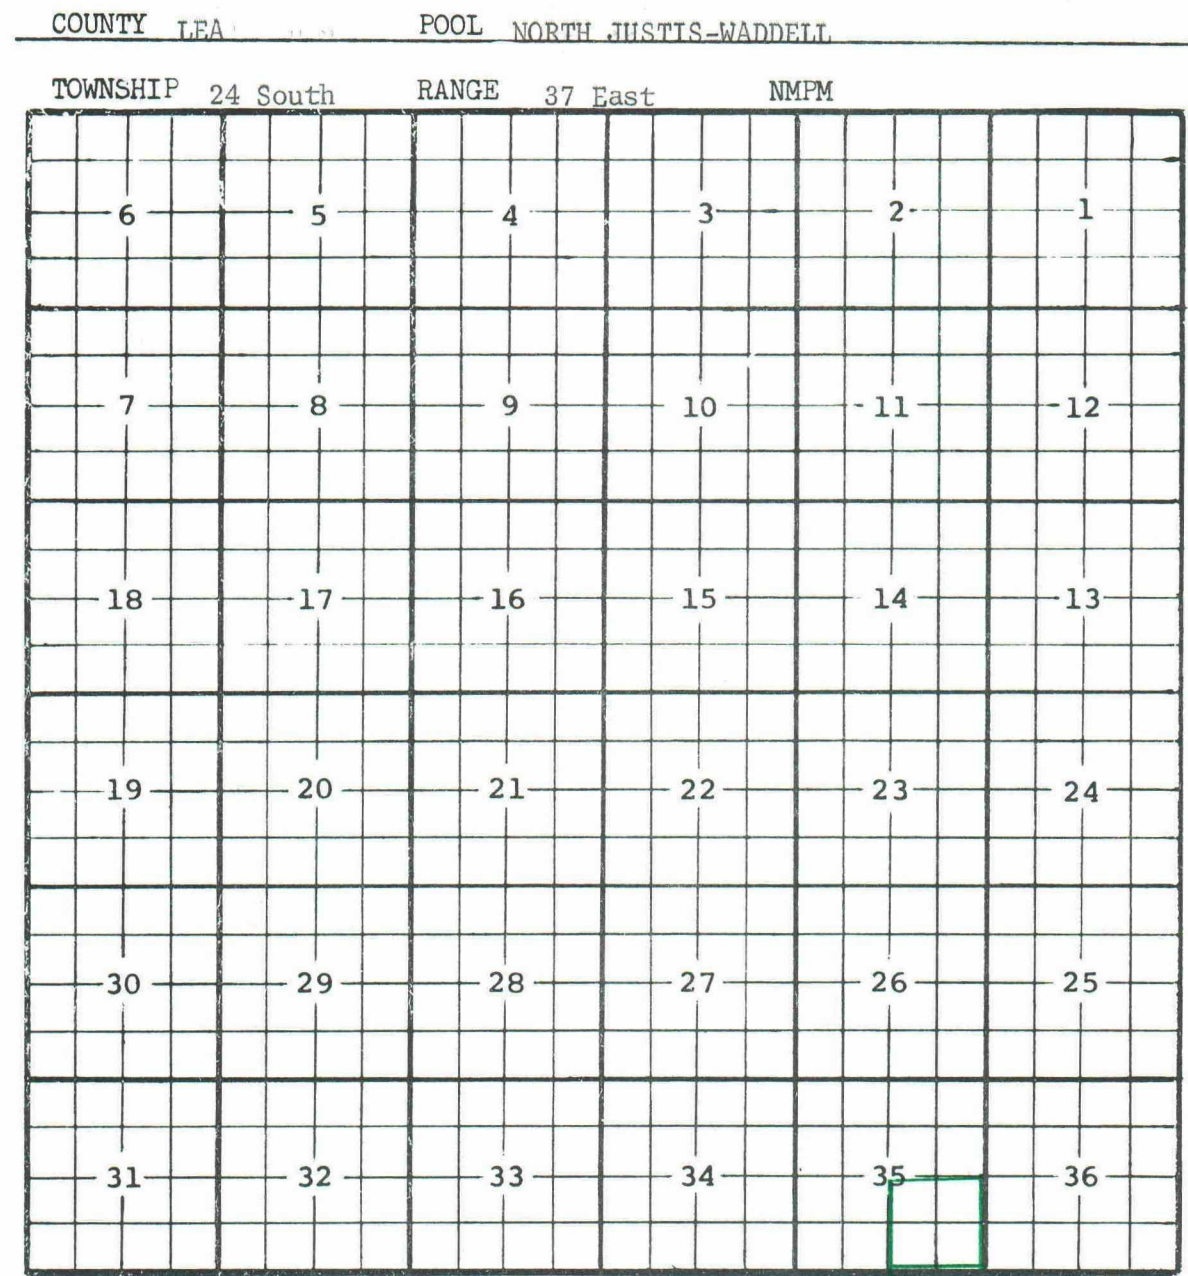 COUNTY LEA POOL NORTH JUSTIS-WADDELL
TOWNSHIP 24 South RANGE 37 East NMPM
6 5 4 3 2 1
7 8 9 10 11 12
18 17 16 15 14 13
19 20 21 22 23 24
30 29 28 27 26 25
31 32 33 34 35 36